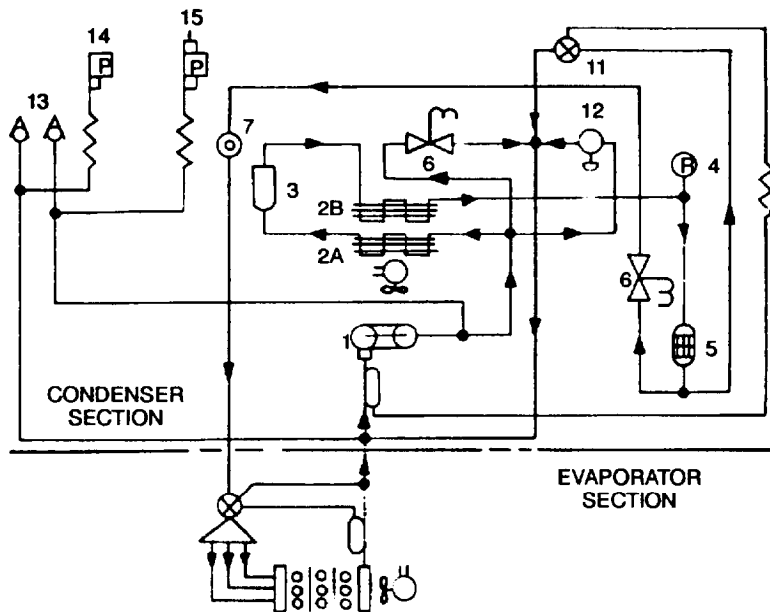 15
14
P
P
13
7
11
12
6
R
4
3
2B
2A
6
5
1
CONDENSER
SECTION
EVAPORATOR
SECTION